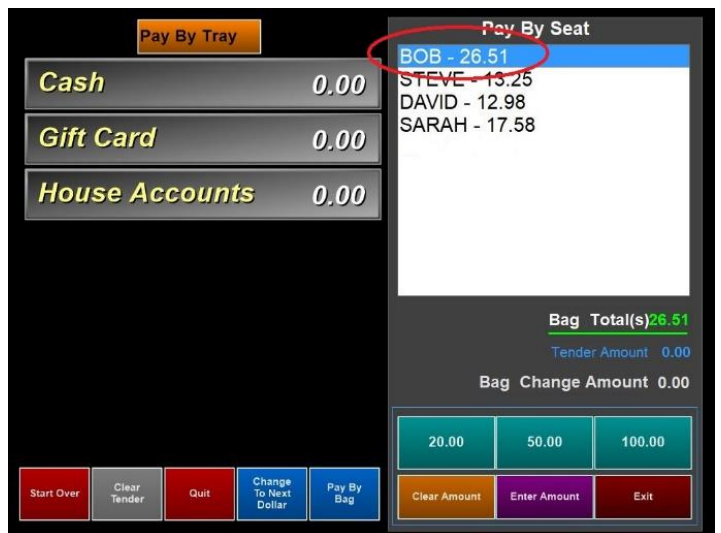 Pay By Tray
Cash 0.00
Gift Card 0.00
House Accounts 0.00
Start Over
Clear
Tender
Quit
Change
To Next
Dollar
Pay By
Bag
Pay By Seat
BOB - 26.51
STEVE - 13.25
DAVID - 12.98
SARAH - 17.58
Bag Total(s)26.51
Tender Amount 0.00
Bag Change Amount 0.00
20.00 50.00 100.00
Clear Amount Enter Amount Exit